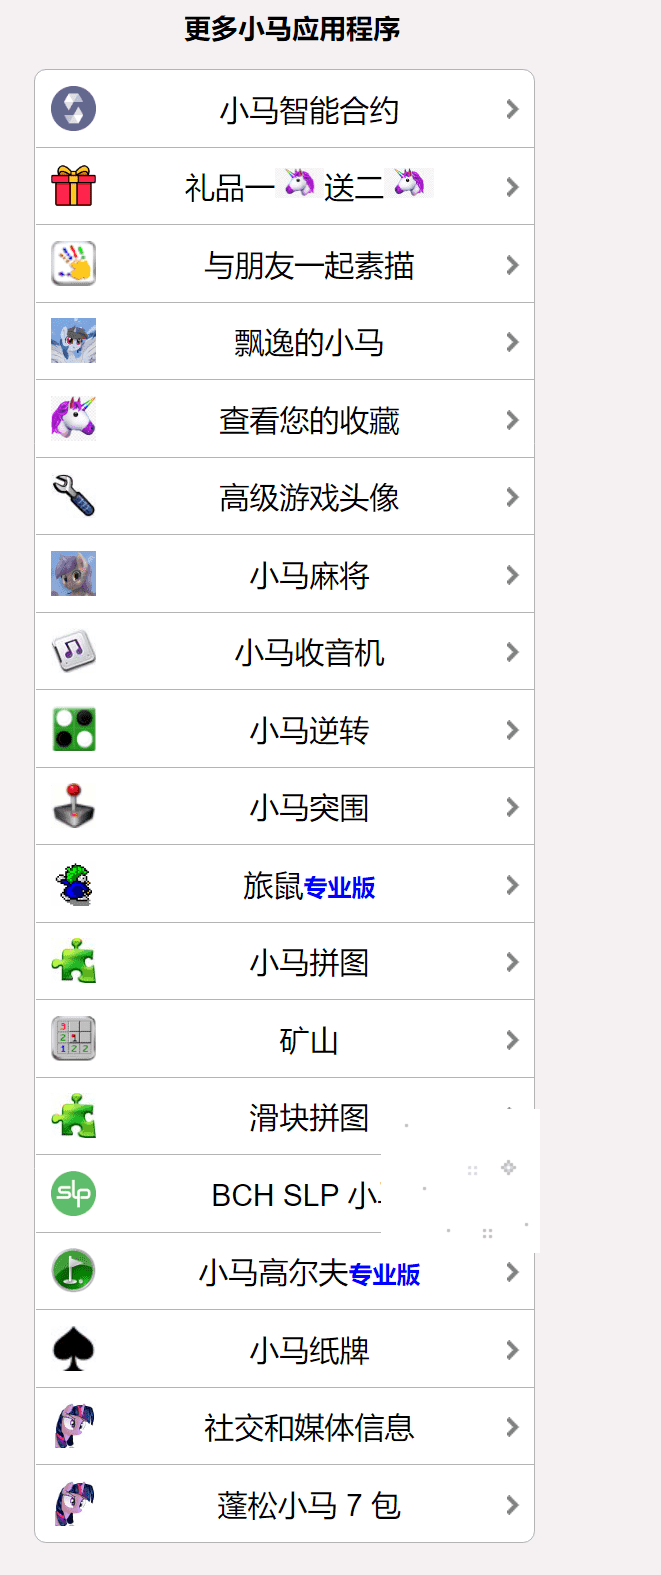 更多小马应用程序
小马智能合约
礼品一 送二
与朋友一起素描
飘逸的小马
查看您的收藏
高级游戏头像
小马麻将
小马收音机
小马逆转
小马突围
旅鼠专业版
小马拼图
矿山
滑块拼图
BCH SLP 小
小马高尔夫专业版
小马纸牌
社交和媒体信息
蓬松小马 7 包